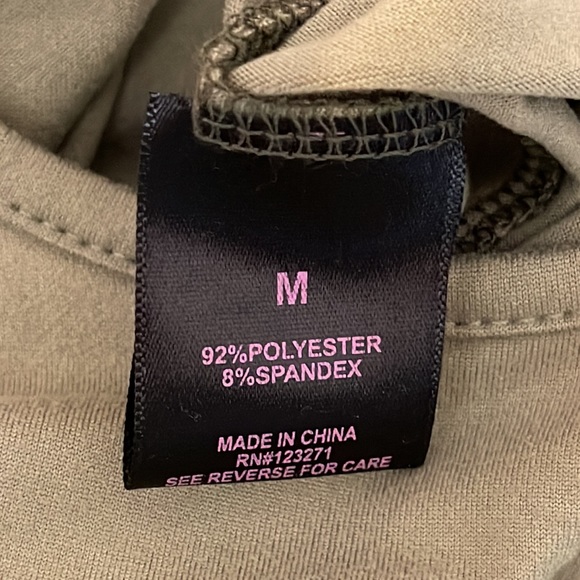 M
92%POLYESTER
8%SPANDEX
MADE IN CHINA
RN#123271
SEE REVERSE FOR CARE